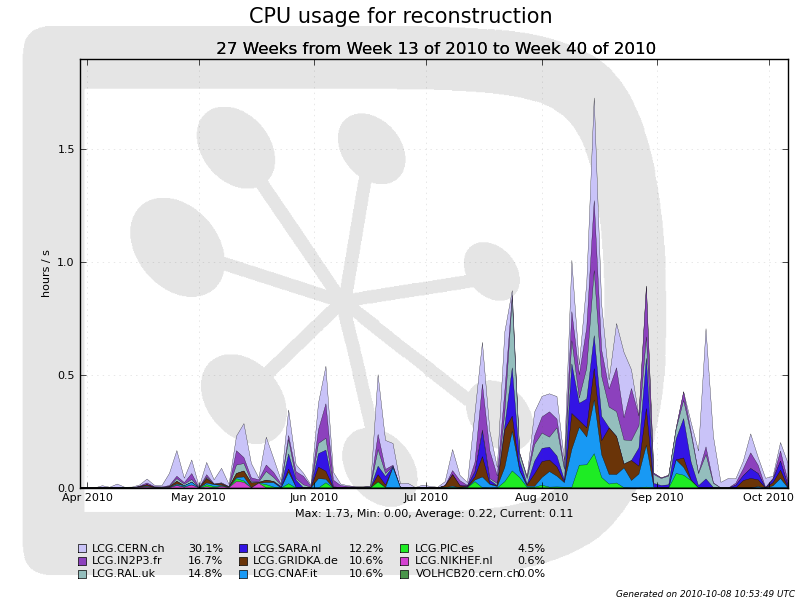 CPU usage for reconstruction
27 Weeks from Week 13 of 2010 to Week 40 of 2010
1.5
1.0
hours / s
0.5
0.0
Apr 2010 May 2010 Jun 2010 Jul 2010 Aug 2010 Sep 2010 Oct 2010
Max: 1.73, Min: 0.00, Average: 0.22, Current: 0.11
LCG.CERN.ch 30.1% LCG.SARA.nl 12.2% LCG.PIC.es 4.5%
LCG.IN2P3.fr 16.7% LCG.GRIDKA.de 10.6% LCG.NIKHEF.nl 0.6%
LCG.RAL.uk 14.8% LCG.CNAF.it 10.6% VOLHCB20.cern.ch 0.0%
Generated on 2010-10-08 10:53:49 UTC